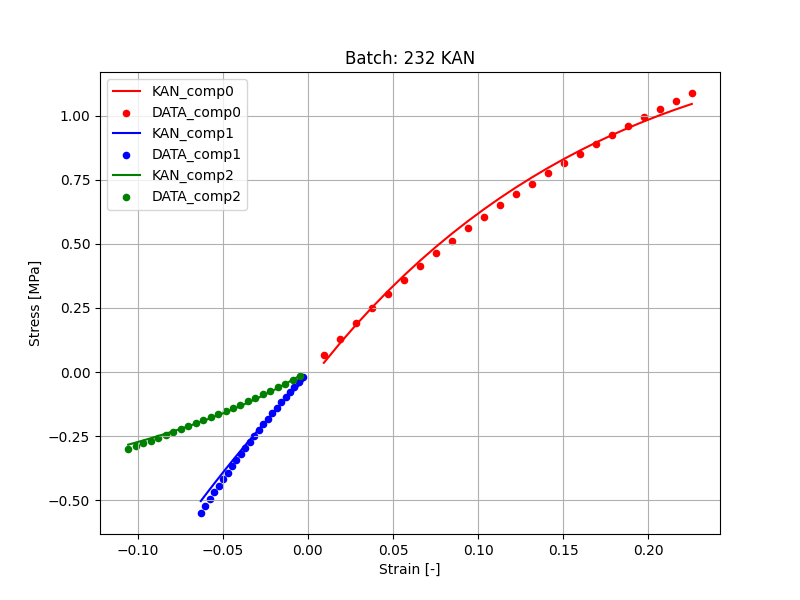 Batch: 232 KAN
KAN_comp0
DATA_comp0
KAN_comp1
DATA_comp1
KAN_comp2
DATA_comp2
1.00
0.75
0.50
0.25
0.00
−0.25
−0.50
Stress [MPa]
−0.10 −0.05 0.00 0.05 0.10 0.15 0.20
Strain [-]